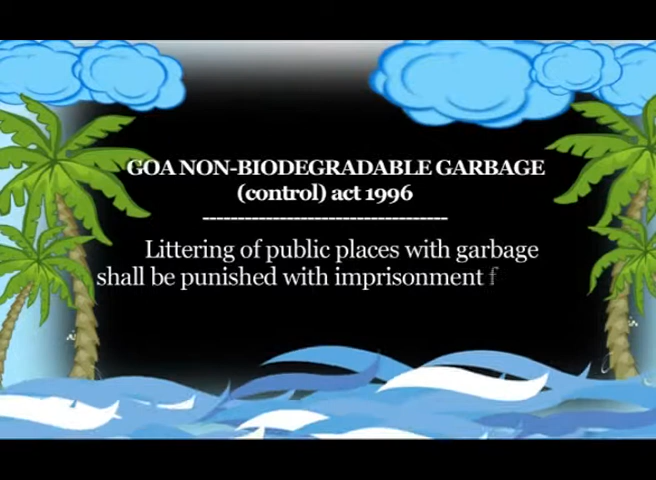 GOA NON-BIODEGRADABLE GARBAGE
(control) act 1996
-----------------------------------
Littering of public places with garbage
shall be punished with imprisonment f